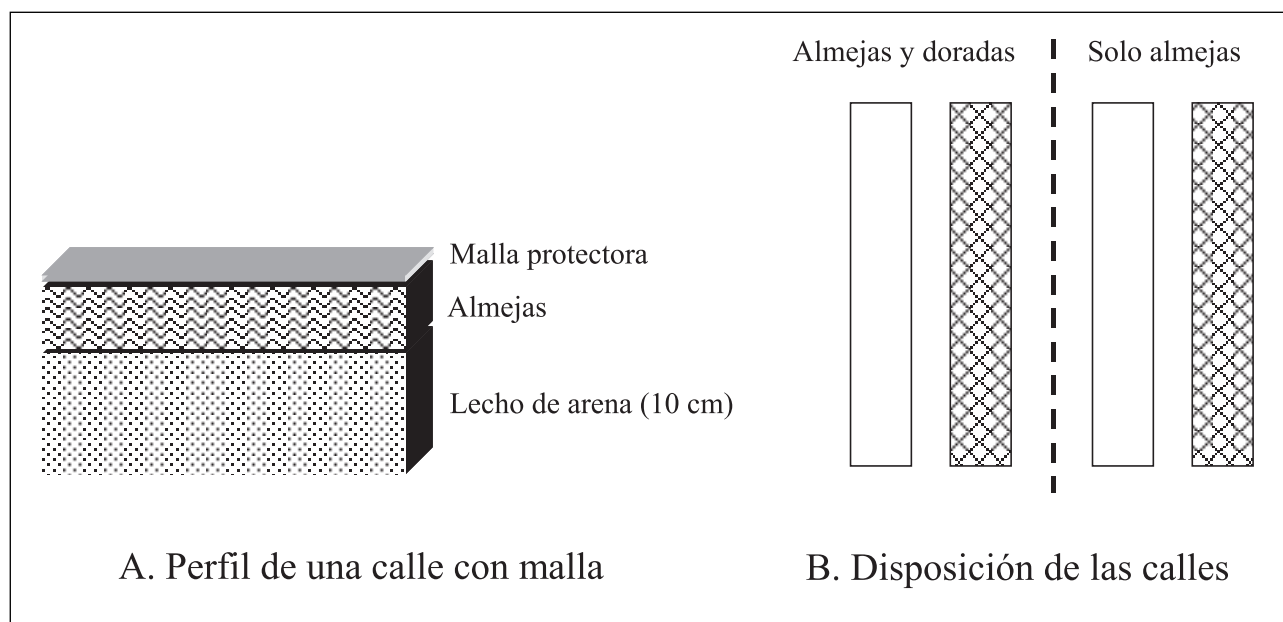 Almejas y doradas
Solo almejas
Malla protectora
Almejas
Lecho de arena (10 cm)
A. Perfil de una calle con malla
B. Disposición de las calles